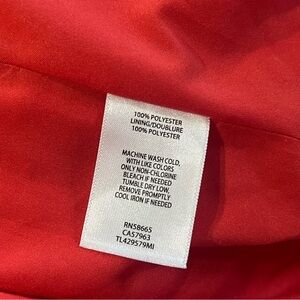 100% POLYESTER
LINING/DOUBLURE
100% POLYESTER
MACHINE WASH COLD,
WITH LIKE COLORS
ONLY NON-CHLORINE
BLEACH IF NEEDED
TUMBLE DRY LOW,
REMOVE PROMPTLY
COOL IRON IF NEEDED
RN58665
CA57963
TL429579MI